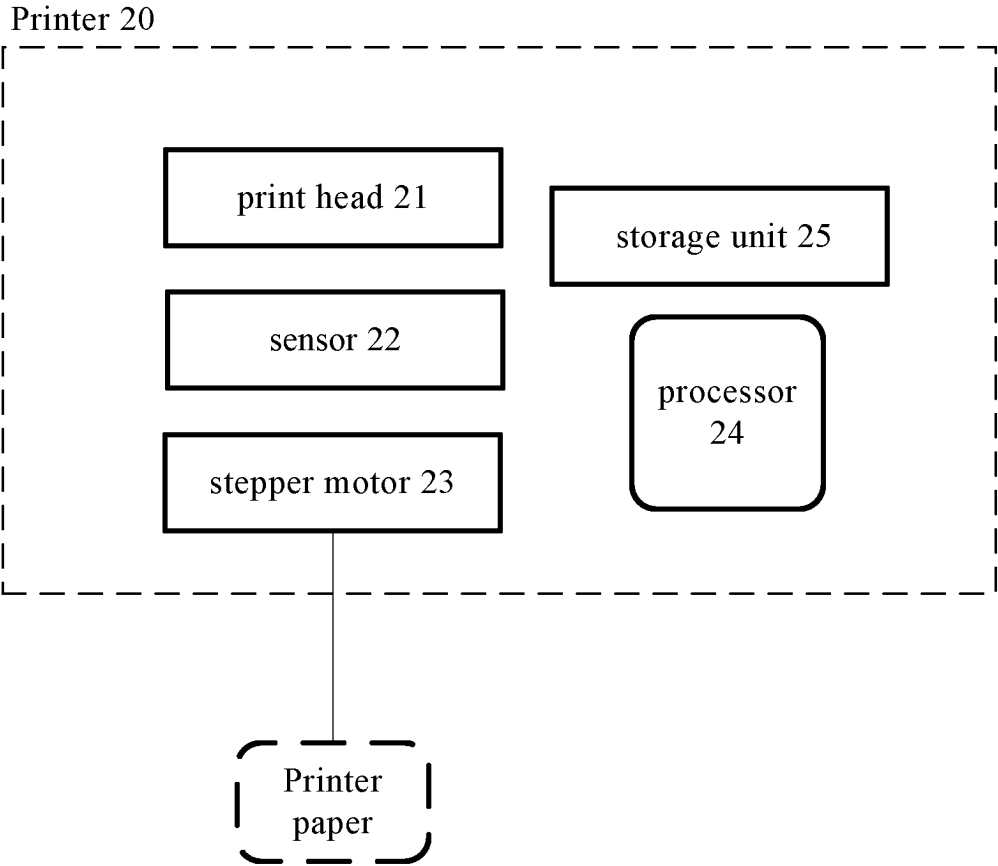 Printer 20
print head 21
storage unit 25
sensor 22
processor
24
stepper motor 23
Printer
paper